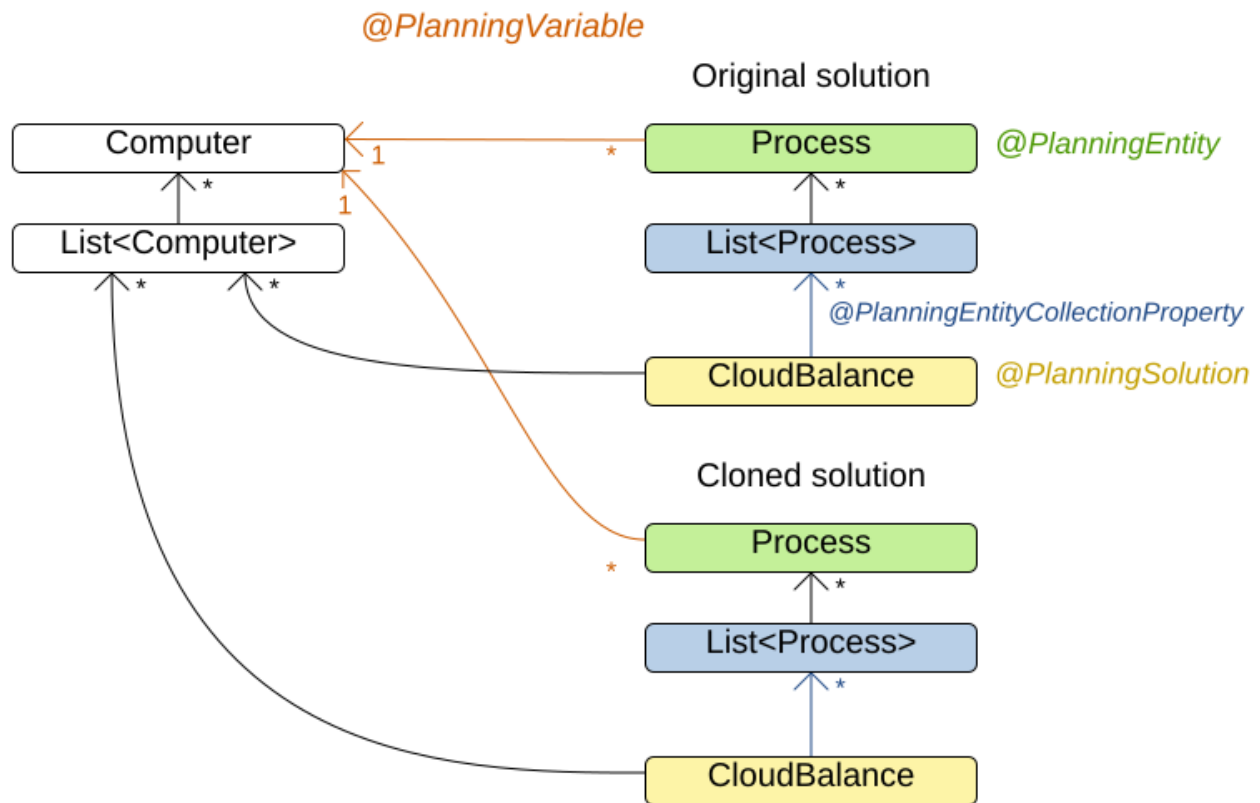 @PlanningVariable
Original solution
Computer
1
*
Process
@PlanningEntity
*
1
*
List<Computer>
List<Process>
*
*
*
@PlanningEntityCollectionProperty
CloudBalance
@PlanningSolution
Cloned solution
Process
*
*
List<Process>
*
CloudBalance